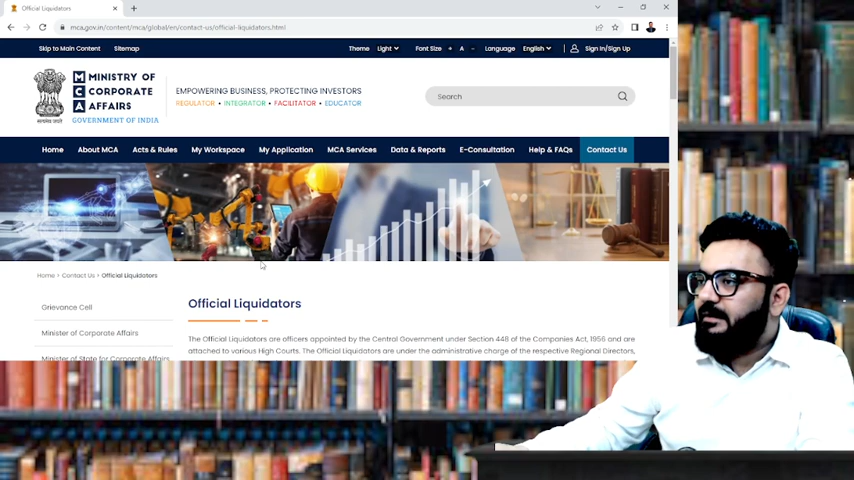 Official Liquidators
mca.gov.in/content/mca/global/en/contact-us/official-liquidators.html
Skip to Main Content Sitemap Theme Light Font Size + A - Language English Sign In/Sign Up
MINISTRY OF
CORPORATE
AFFAIRS
GOVERNMENT OF INDIA
EMPOWERING BUSINESS, PROTECTING INVESTORS
REGULATOR • INTEGRATOR • FACILITATOR • EDUCATOR
Search
Home About MCA Acts & Rules My Workspace My Application MCA Services Data & Reports E-Consultation Help & FAQs Contact Us
Home > Contact Us > Official Liquidators
Grievance Cell
Minister of Corporate Affairs
Minister of State for Corporate Affairs
Official Liquidators
The Official Liquidators are officers appointed by the Central Government under Section 448 of the Companies Act, 1956 and are
attached to various High Courts. The Official Liquidators are under the administrative charge of the respective Regional Directors,